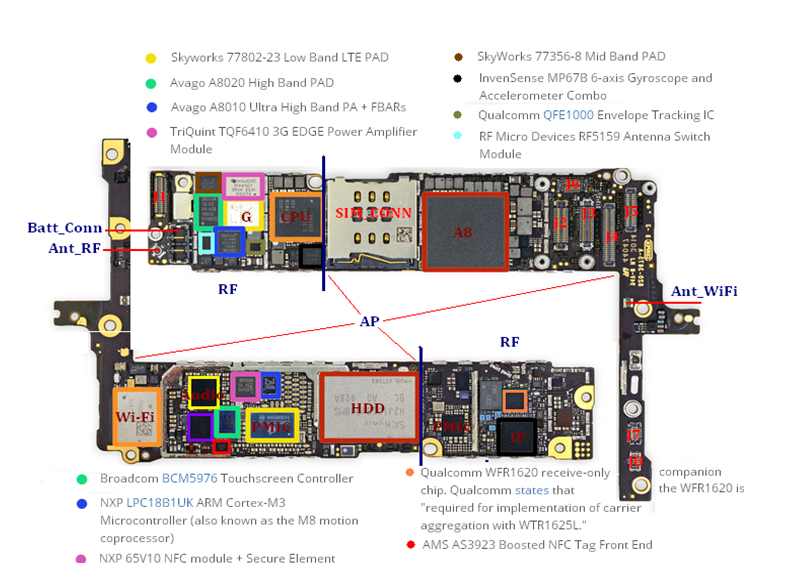 Skyworks 77802-23 Low Band LTE PAD
Avago A8020 High Band PAD
Avago A8010 Ultra High Band PA + FBARs
TriQuint TQF6410 3G EDGE Power Amplifier
Module
SkyWorks 77356-8 Mid Band PAD
InvenSense MP67B 6-axis Gyroscope and
Accelerometer Combo
Qualcomm QFE1000 Envelope Tracking IC
RF Micro Devices RF5159 Antenna Switch
Module
J1
G
CPU
SIM_CONN
A8
J2
J3
J4
J5
Batt_Conn
Ant_RF
RF
AP
RF
Ant_WiFi
Wi-Fi
Audio
PMIC
HDD
PMIC
IF
J7
Broadcom BCM5976 Touchscreen Controller
NXP LPC18B1UK ARM Cortex-M3
Microcontroller (also known as the M8 motion
coprocessor)
NXP 65V10 NFC module + Secure Element
Qualcomm WFR1620 receive-only
chip. Qualcomm states that
"required for implementation of carrier
aggregation with WTR1625L."
AMS AS3923 Boosted NFC Tag Front End
companion
the WFR1620 is